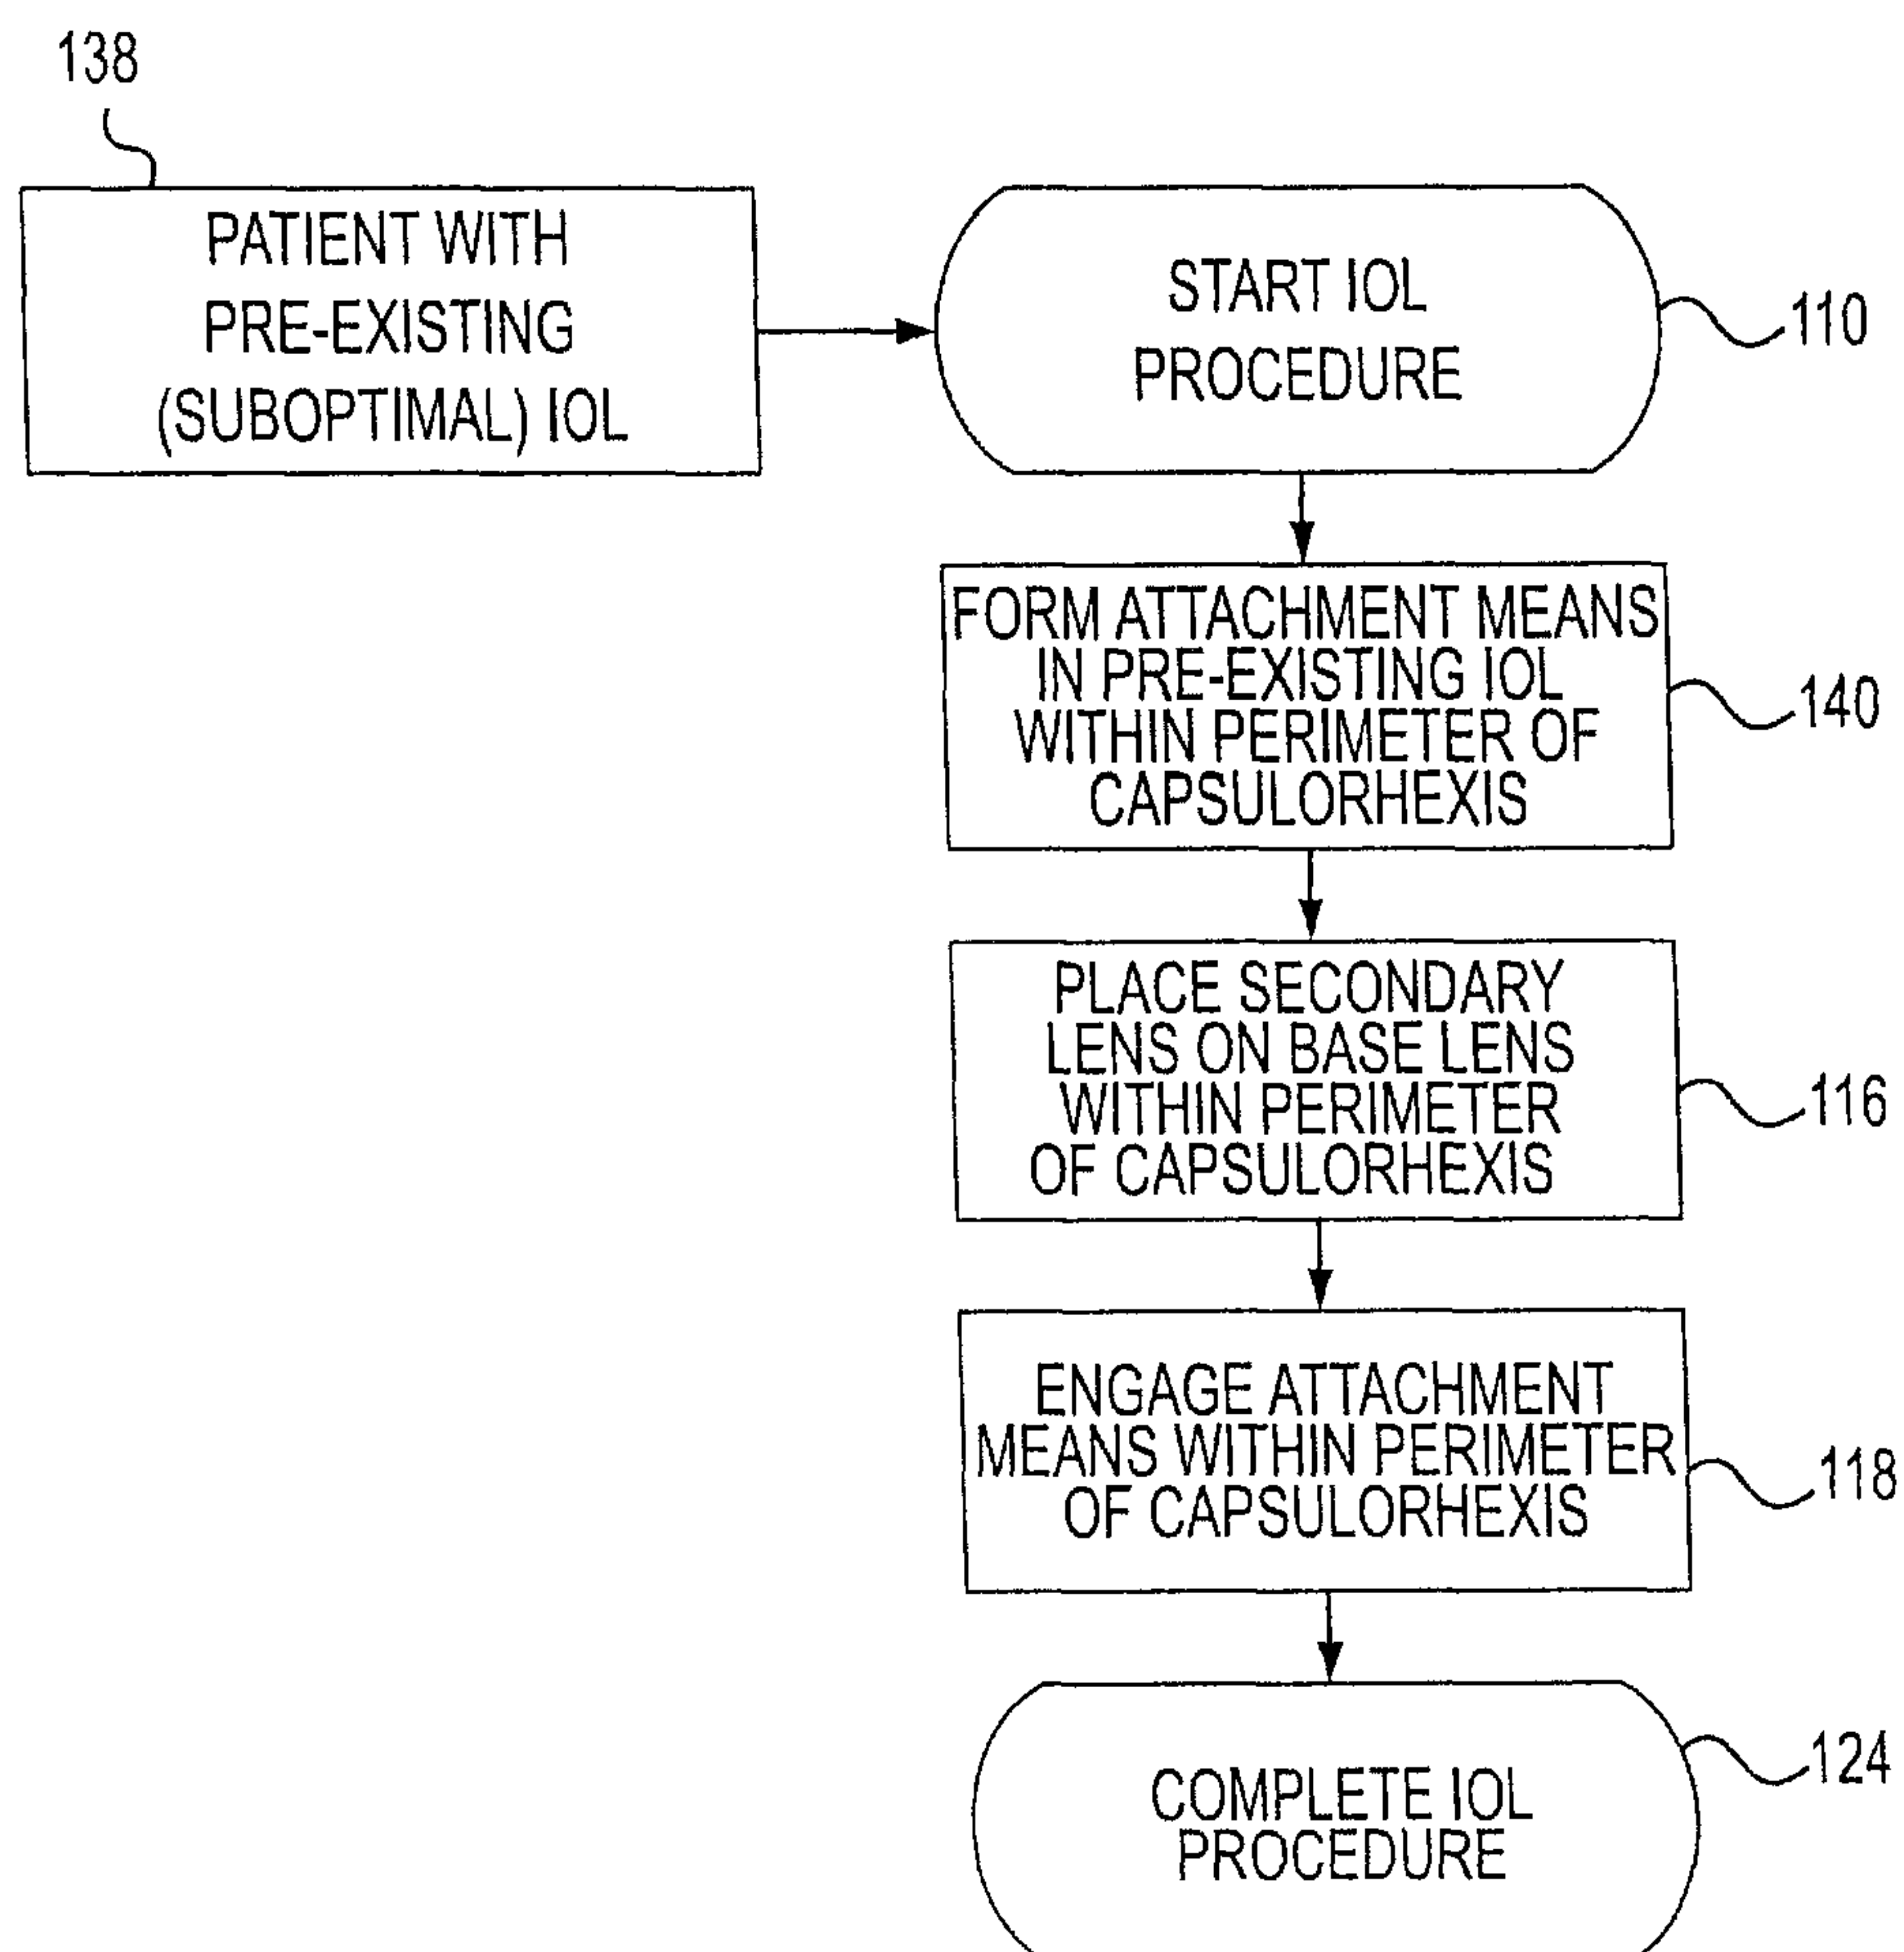 138
PATIENT WITH
PRE-EXISTING
(SUBOPTIMAL) IOL
START IOL
PROCEDURE
110
FORM ATTACHMENT MEANS
IN PRE-EXISTING IOL
WITHIN PERIMETER OF
CAPSULORHEXIS
140
PLACE SECONDARY
LENS ON BASE LENS
WITHIN PERIMETER
OF CAPSULORHEXIS
116
ENGAGE ATTACHMENT
MEANS WITHIN PERIMETER
OF CAPSULORHEXIS
118
COMPLETE IOL
PROCEDURE
124